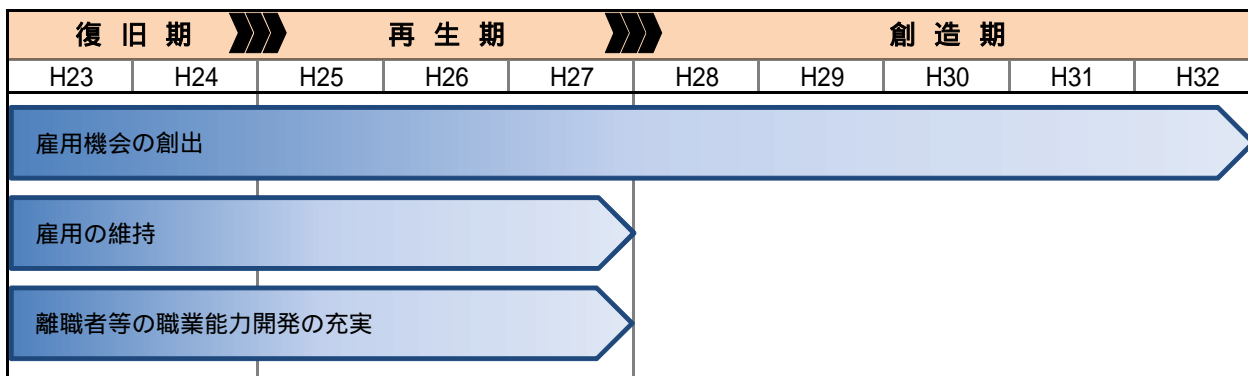 復旧期 再生期 創造期
H23 H24 H25 H26 H27 H28 H29 H30 H31 H32
雇用機会の創出
雇用の維持
離職者等の職業能力開発の充実